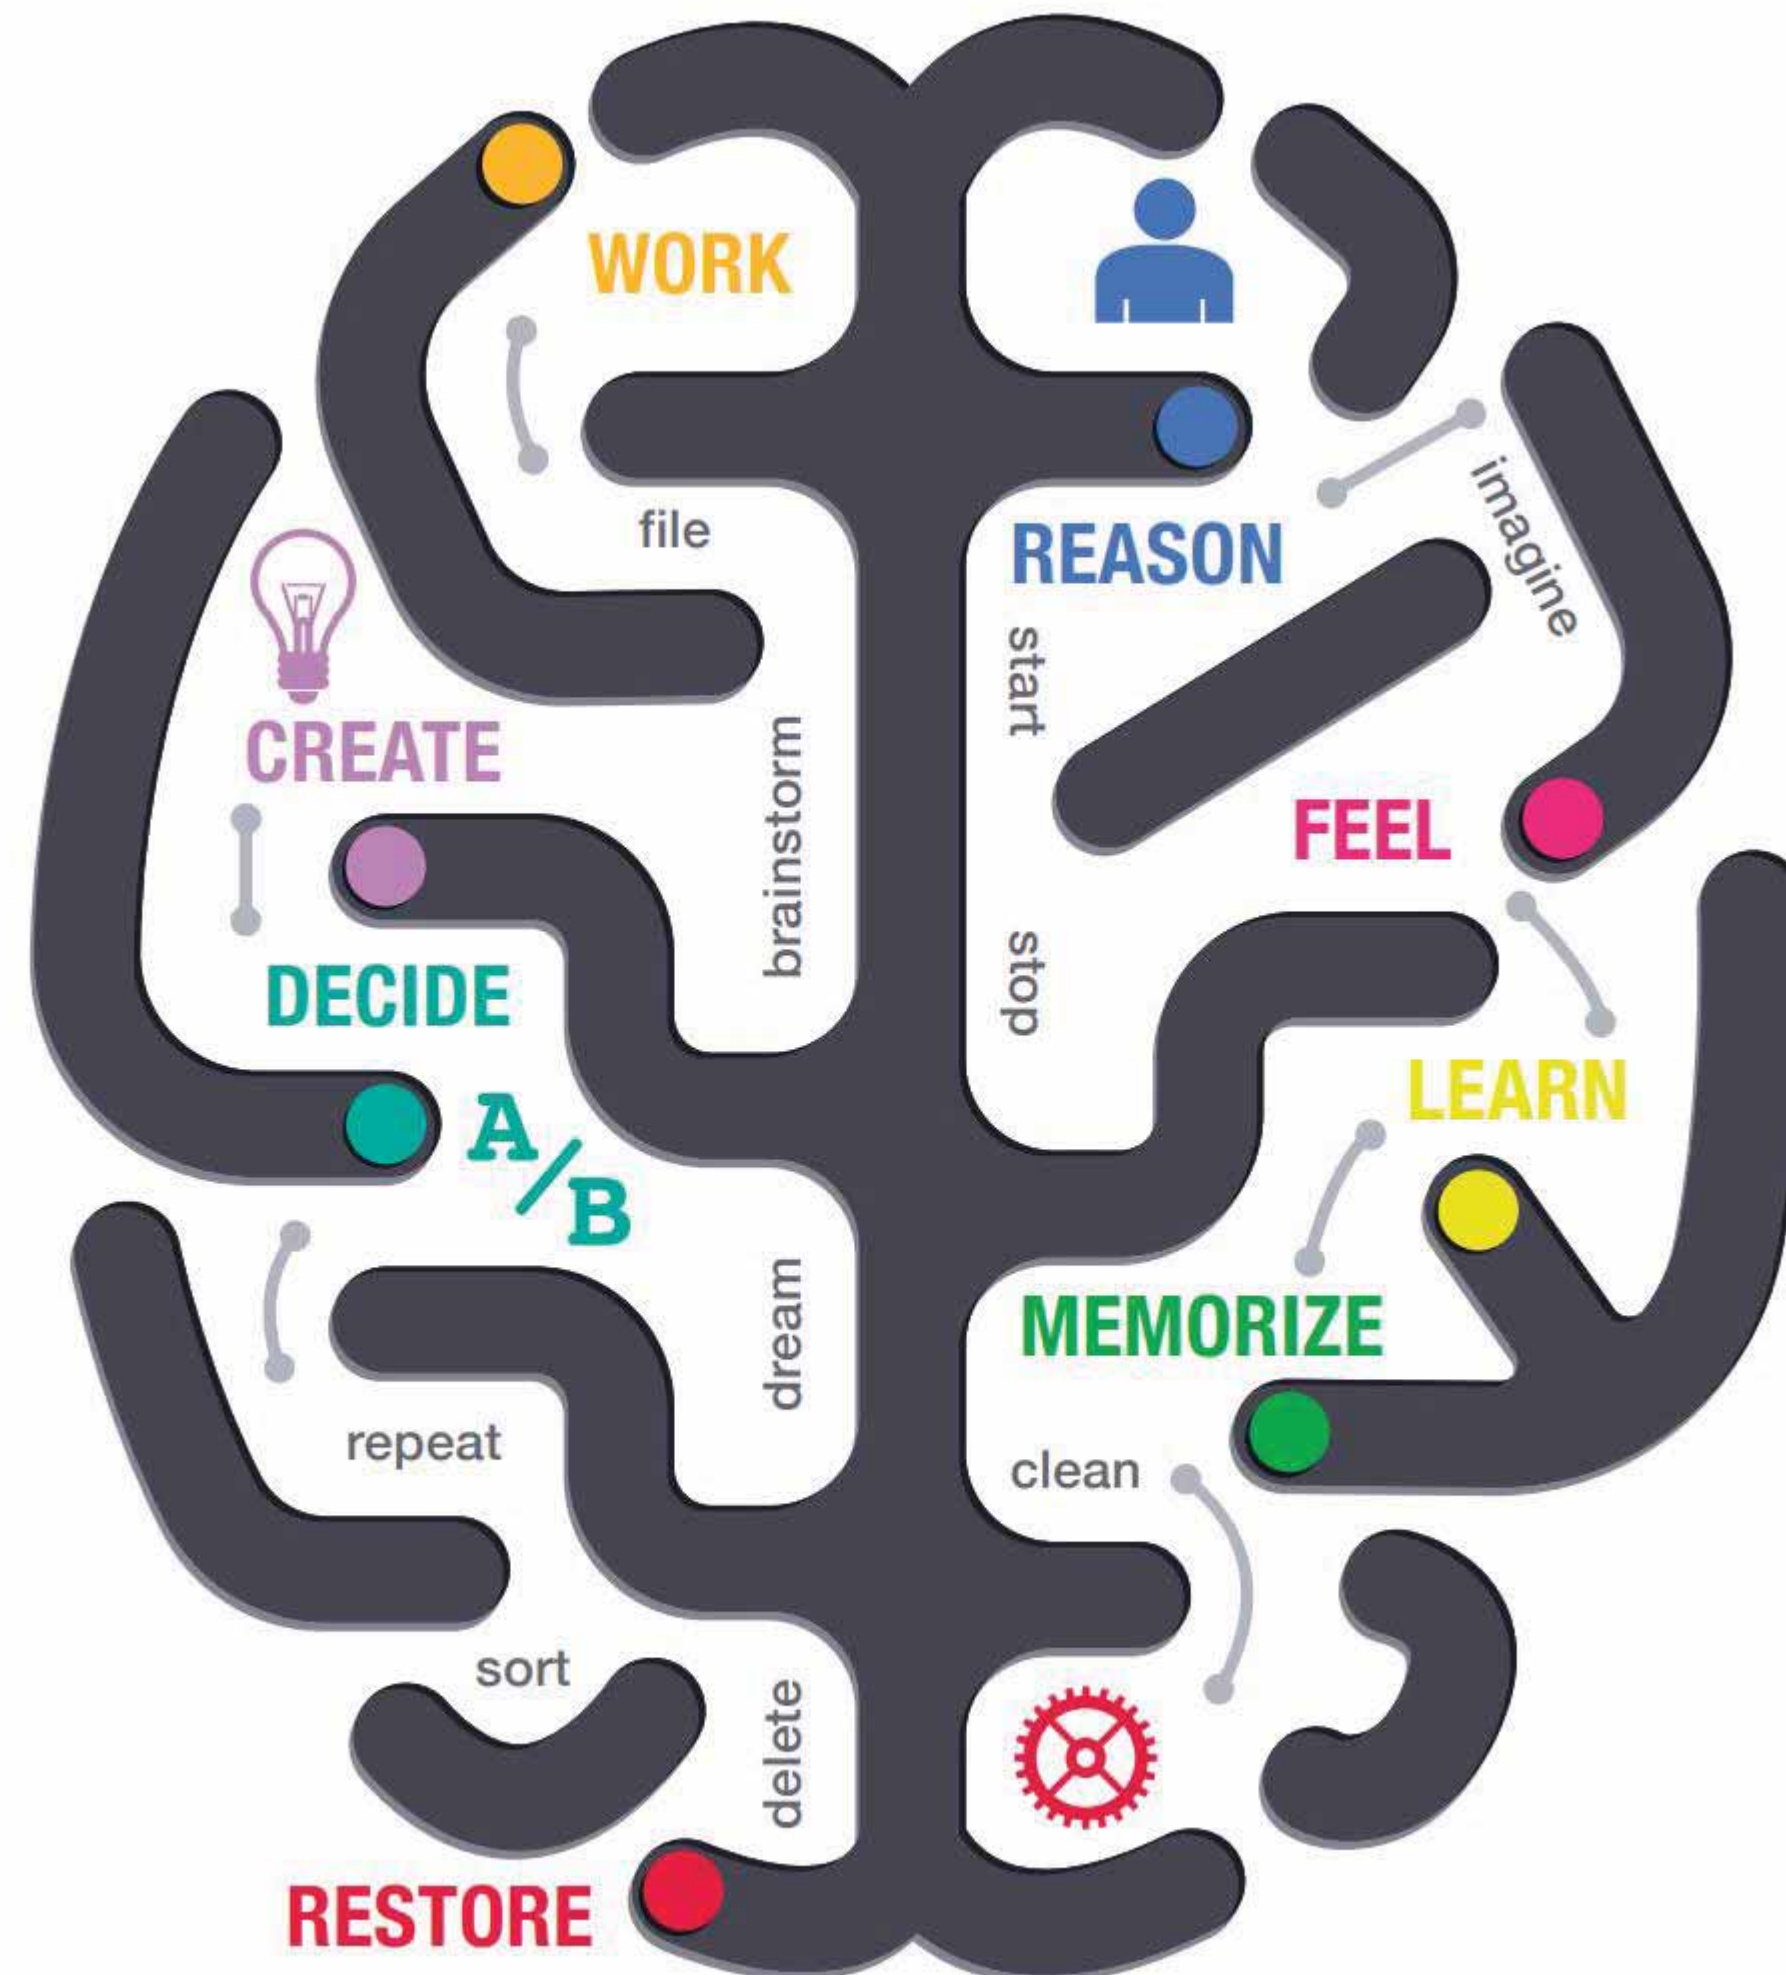 WORK
file
REASON
imagine
start
CREATE
brainstorm
FEEL
stop
DECIDE
LEARN
A/B
MEMORIZE
dream
repeat
clean
sort
delete
RESTORE